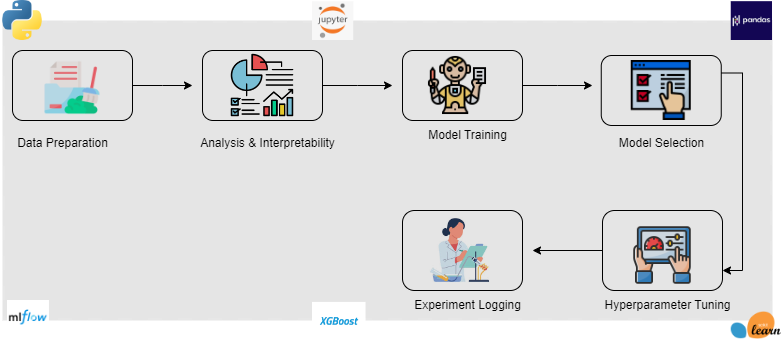 jupyter
pandas
Data Preparation
Analysis & Interpretability
Model Training
Model Selection
Experiment Logging
Hyperparameter Tuning
mlflow
XGBoost
learn